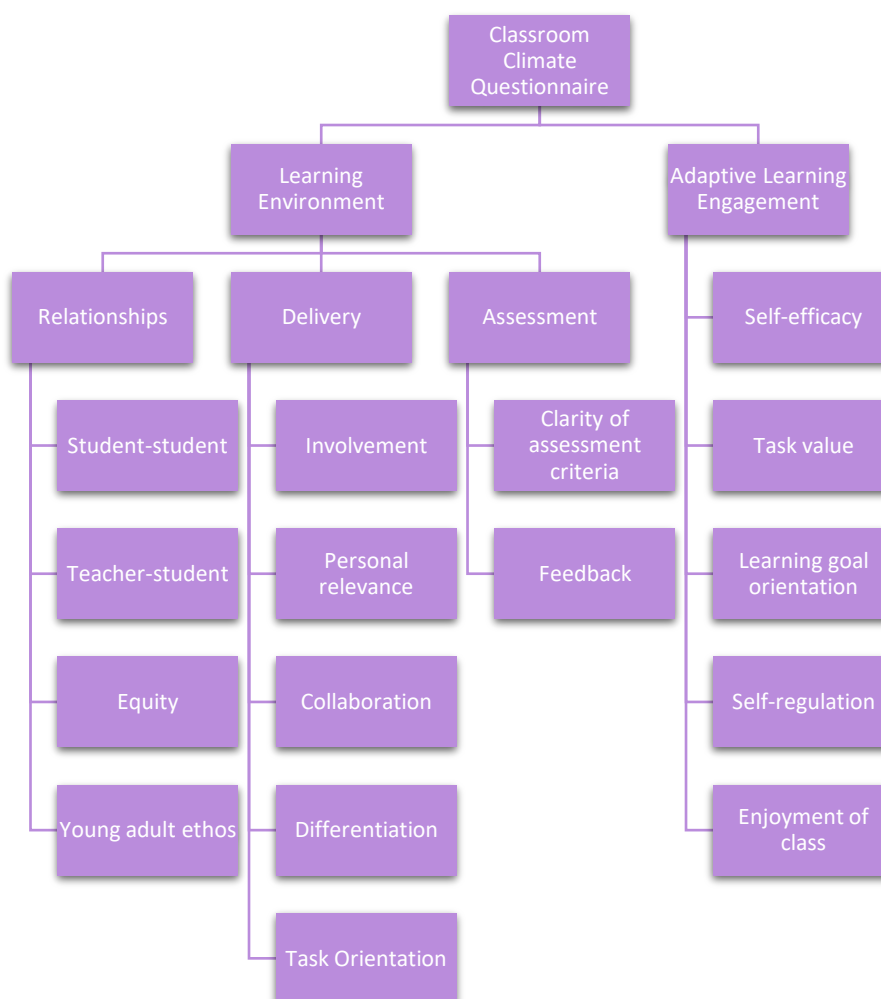 Classroom
Climate
Questionnaire
Learning
Environment
Adaptive Learning
Engagement
Relationships
Delivery
Assessment
Self-efficacy
Student-student
Involvement
Clarity of
assessment
criteria
Task value
Teacher-student
Personal
relevance
Feedback
Learning goal
orientation
Equity
Collaboration
Self-regulation
Young adult ethos
Differentiation
Enjoyment of
class
Task Orientation